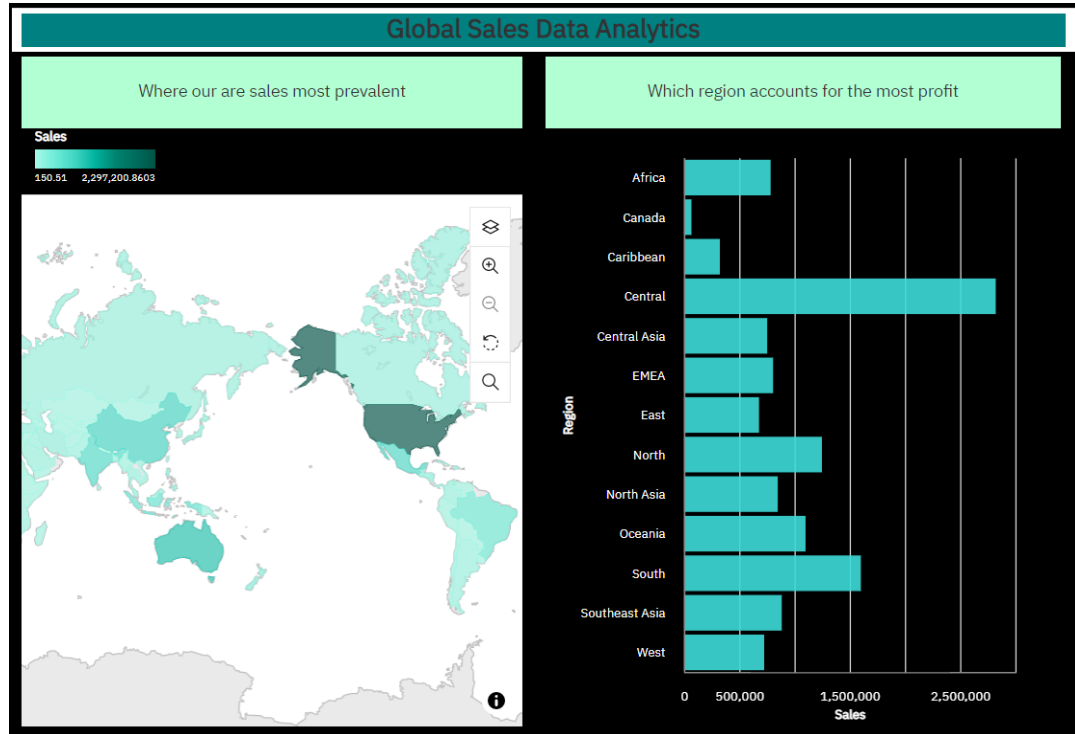 Global Sales Data Analytics
Where our are sales most prevalent
Which region accounts for the most profit
Sales
150.51 2,297,200.8603
Region
Africa
Canada
Caribbean
Central
Central Asia
EMEA
East
North
North Asia
Oceania
South
Southeast Asia
West
0 500,000 1,500,000 2,500,000
Sales